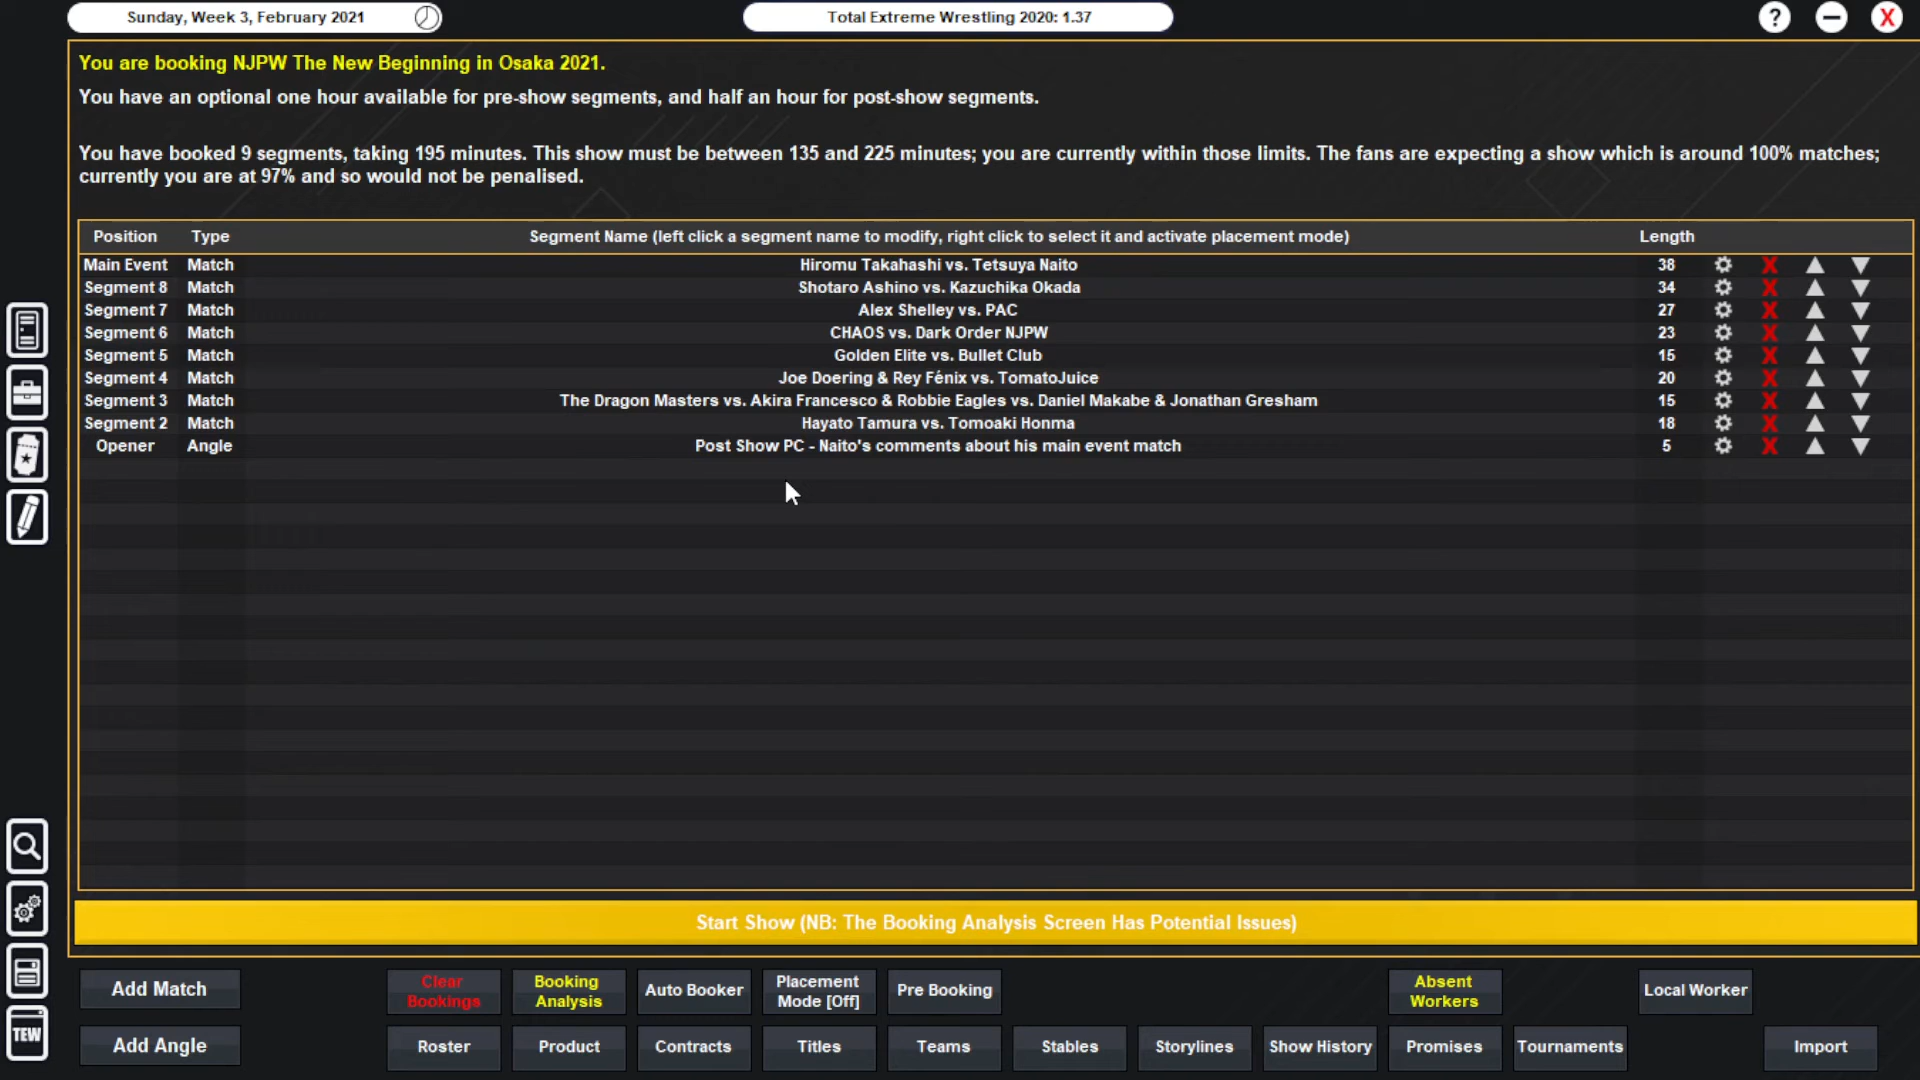 Sunday, Week 3, February 2021
Total Extreme Wrestling 2020: 1.37
?
X
You are booking NJPW The New Beginning in Osaka 2021.
You have an optional one hour available for pre-show segments, and half an hour for post-show segments.
You have booked 9 segments, taking 195 minutes. This show must be between 135 and 225 minutes; you are currently within those limits. The fans are expecting a show which is around 100% matches;
currently you are at 97% and so would not be penalised.
Position Type Segment Name (left click a segment name to modify, right click to select it and activate placement mode) Length
Main Event Match Hiromu Takahashi vs. Tetsuya Naito 38 X
Segment 8 Match Shotaro Ashino vs. Kazuchika Okada 34 X
Segment 7 Match Alex Shelley vs. PAC 27 X
Segment 6 Match CHAOS vs. Dark Order NJPW 23 X
Segment 5 Match Golden Elite vs. Bullet Club 15 X
Segment 4 Match Joe Doering & Rey Fénix vs. TomatoJuice 20 X
Segment 3 Match The Dragon Masters vs. Akira Francesco & Robbie Eagles vs. Daniel Makabe & Jonathan Gresham 15 X
Segment 2 Match Hayato Tamura vs. Tomoaki Honma 18 X
Opener Angle Post Show PC - Naito's comments about his main event match 5 X
Start Show (NB: The Booking Analysis Screen Has Potential Issues)
Add Match
Clear
Bookings
Booking
Analysis
Auto Booker
Placement
Mode [Off]
Pre Booking
Absent
Workers
Local Worker
TEW
Add Angle
Roster
Product
Contracts
Titles
Teams
Stables
Storylines
Show History
Promises
Tournaments
Import